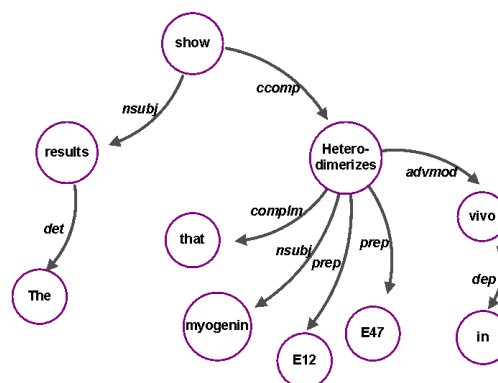 show
nsubj
ccomp
results
Hetero-
dimerizes
advmod
det
complm
that
nsubj
prep
prep
vivo
The
myogenin
E12
E47
dep
in